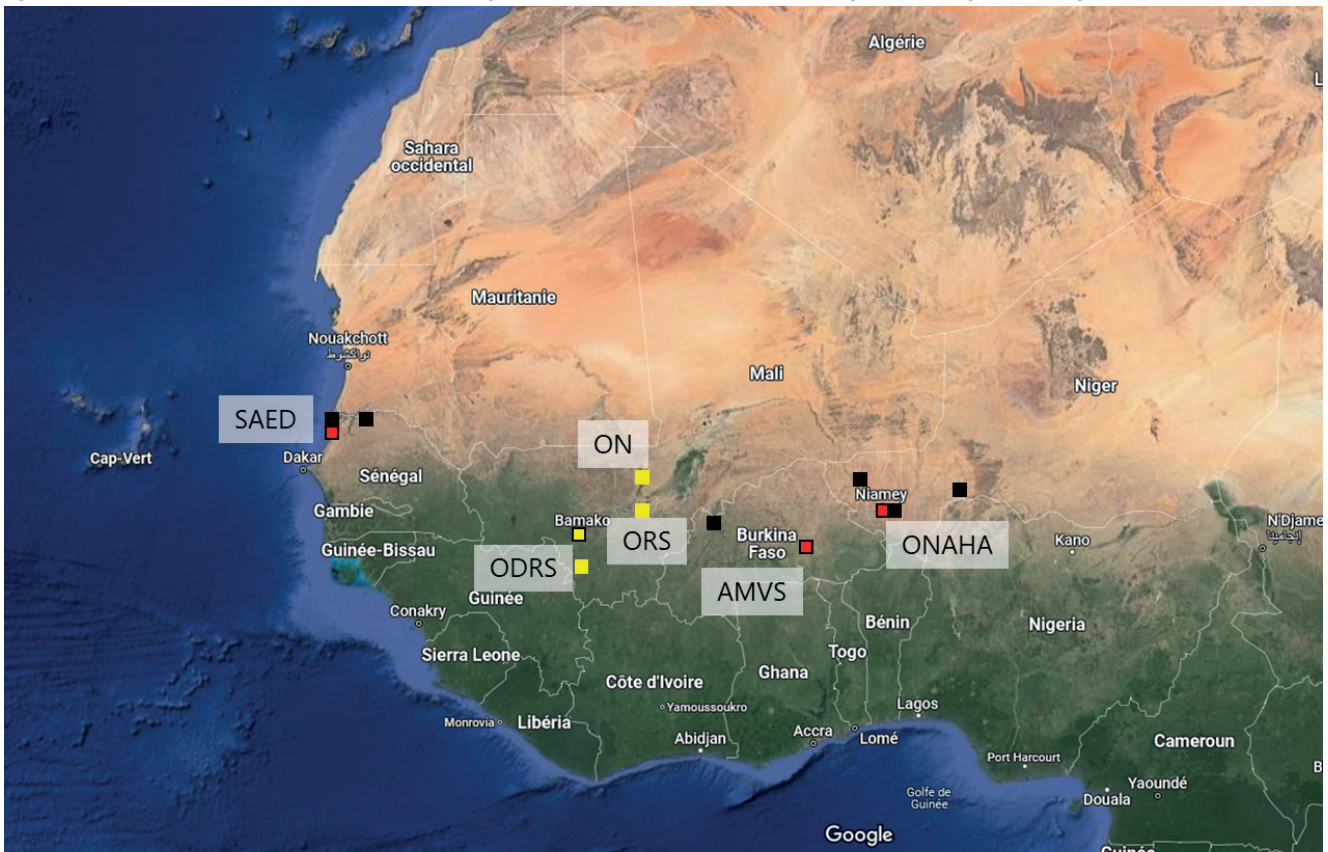 Algérie
L
Sahara
occidental
Mauritanie
Nouakchott
نواكشوط
Mali
Niger
SAED
ON
Cap-Vert
Dakar
Sénégal
Niamey
Gambie
Bamako
ORS
Burkina
Faso
ONAHA
Kano
N'Djame
إنجامينا
Guinée-Bissau
ODRS
AMVS
Guinée
Conakry
Bénin
Nigeria
Sierra Leone
Togo
Ghana
Côte d'Ivoire
Yamoussoukro
Lagos
Monrovia
Libéria
Abidjan
Accra
Lomé
Cameroun
Port Harcourt
B
Yaoundé
Golfe de
Guinée
Douala
Google
Guinée